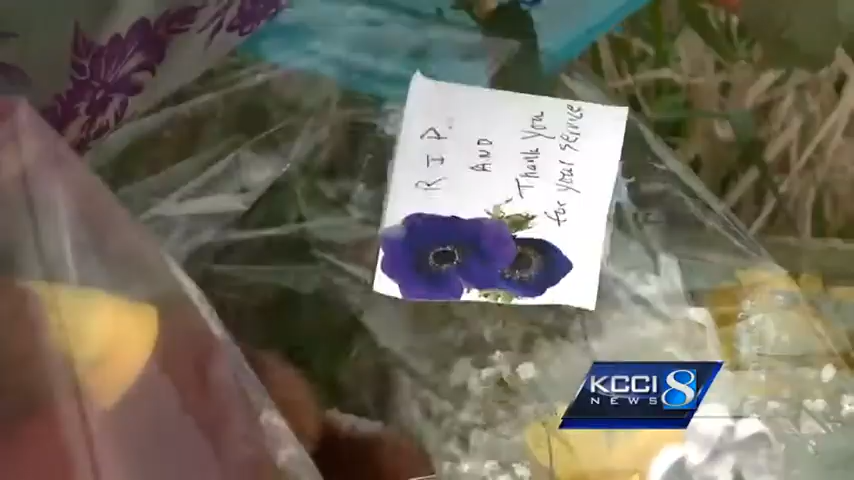 R I P.
AND
Thank you
for your service
KCCI 8
NEWS